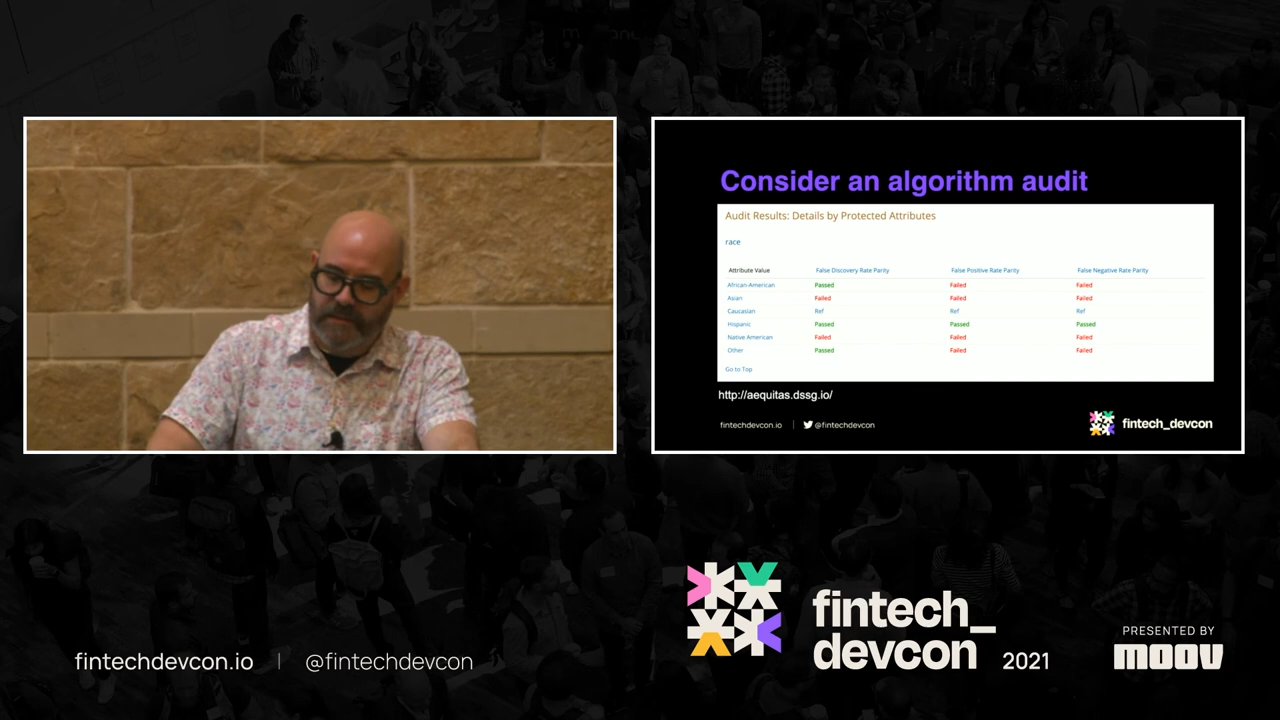 Consider an algorithm audit
Audit Results: Details by Protected Attributes
race
Attribute Value False Discovery Rate Parity False Positive Rate Parity False Negative Rate Parity
African-American Passed Failed Failed
Asian Failed Failed Failed
Caucasian Ref Ref Ref
Hispanic Passed Passed Passed
Native American Failed Failed Failed
Other Passed Failed Failed
Go to Top
http://aequitas.dssg.io/
fintechdevcon.io | @fintechdevcon
fintech_devcon
fintechdevcon.io | @fintechdevcon
fintech_
devcon 2021
PRESENTED BY
MOOV